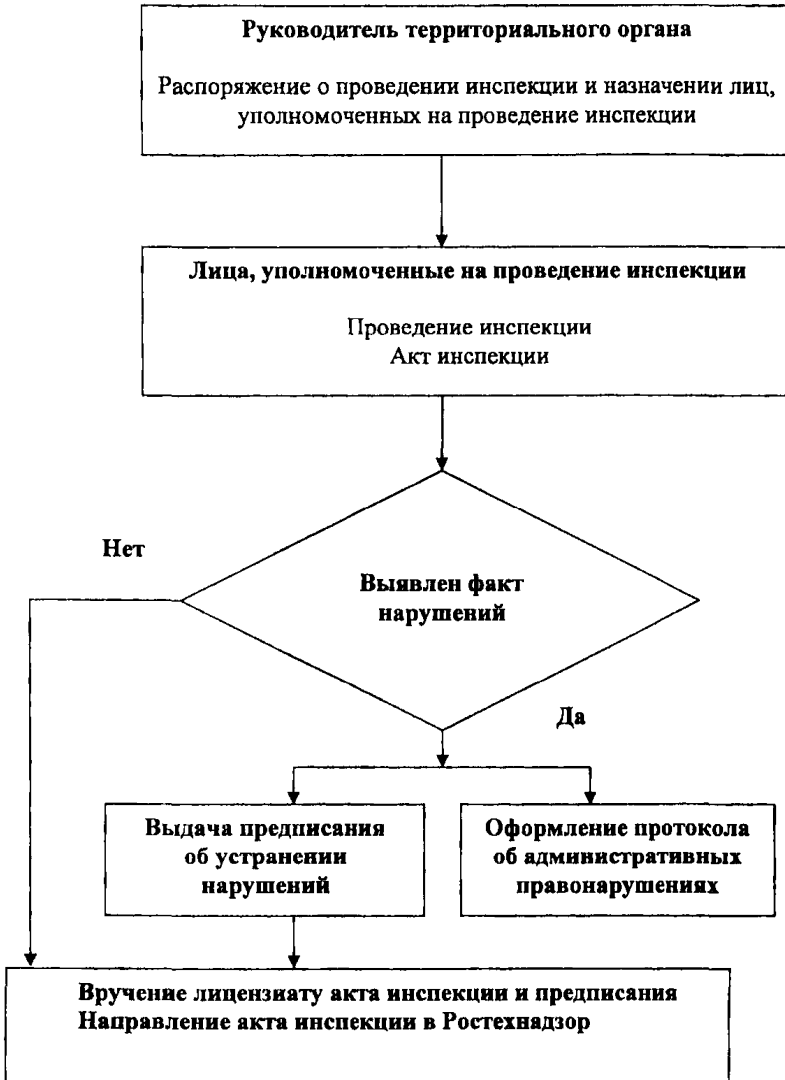 Руководитель территориального органа
Распоряжение о проведении инспекции и назначении лиц,
уполномоченных на проведение инспекции
Лица, уполномоченные на проведение инспекции
Проведение инспекции
Акт инспекции
Нет
Выявлен факт
нарушений
Да
Выдача предписания
об устранении
нарушений
Оформление протокола
об административных
правонарушениях
Вручение лицензиату акта инспекции и предписания
Направление акта инспекции в Ростехнадзор